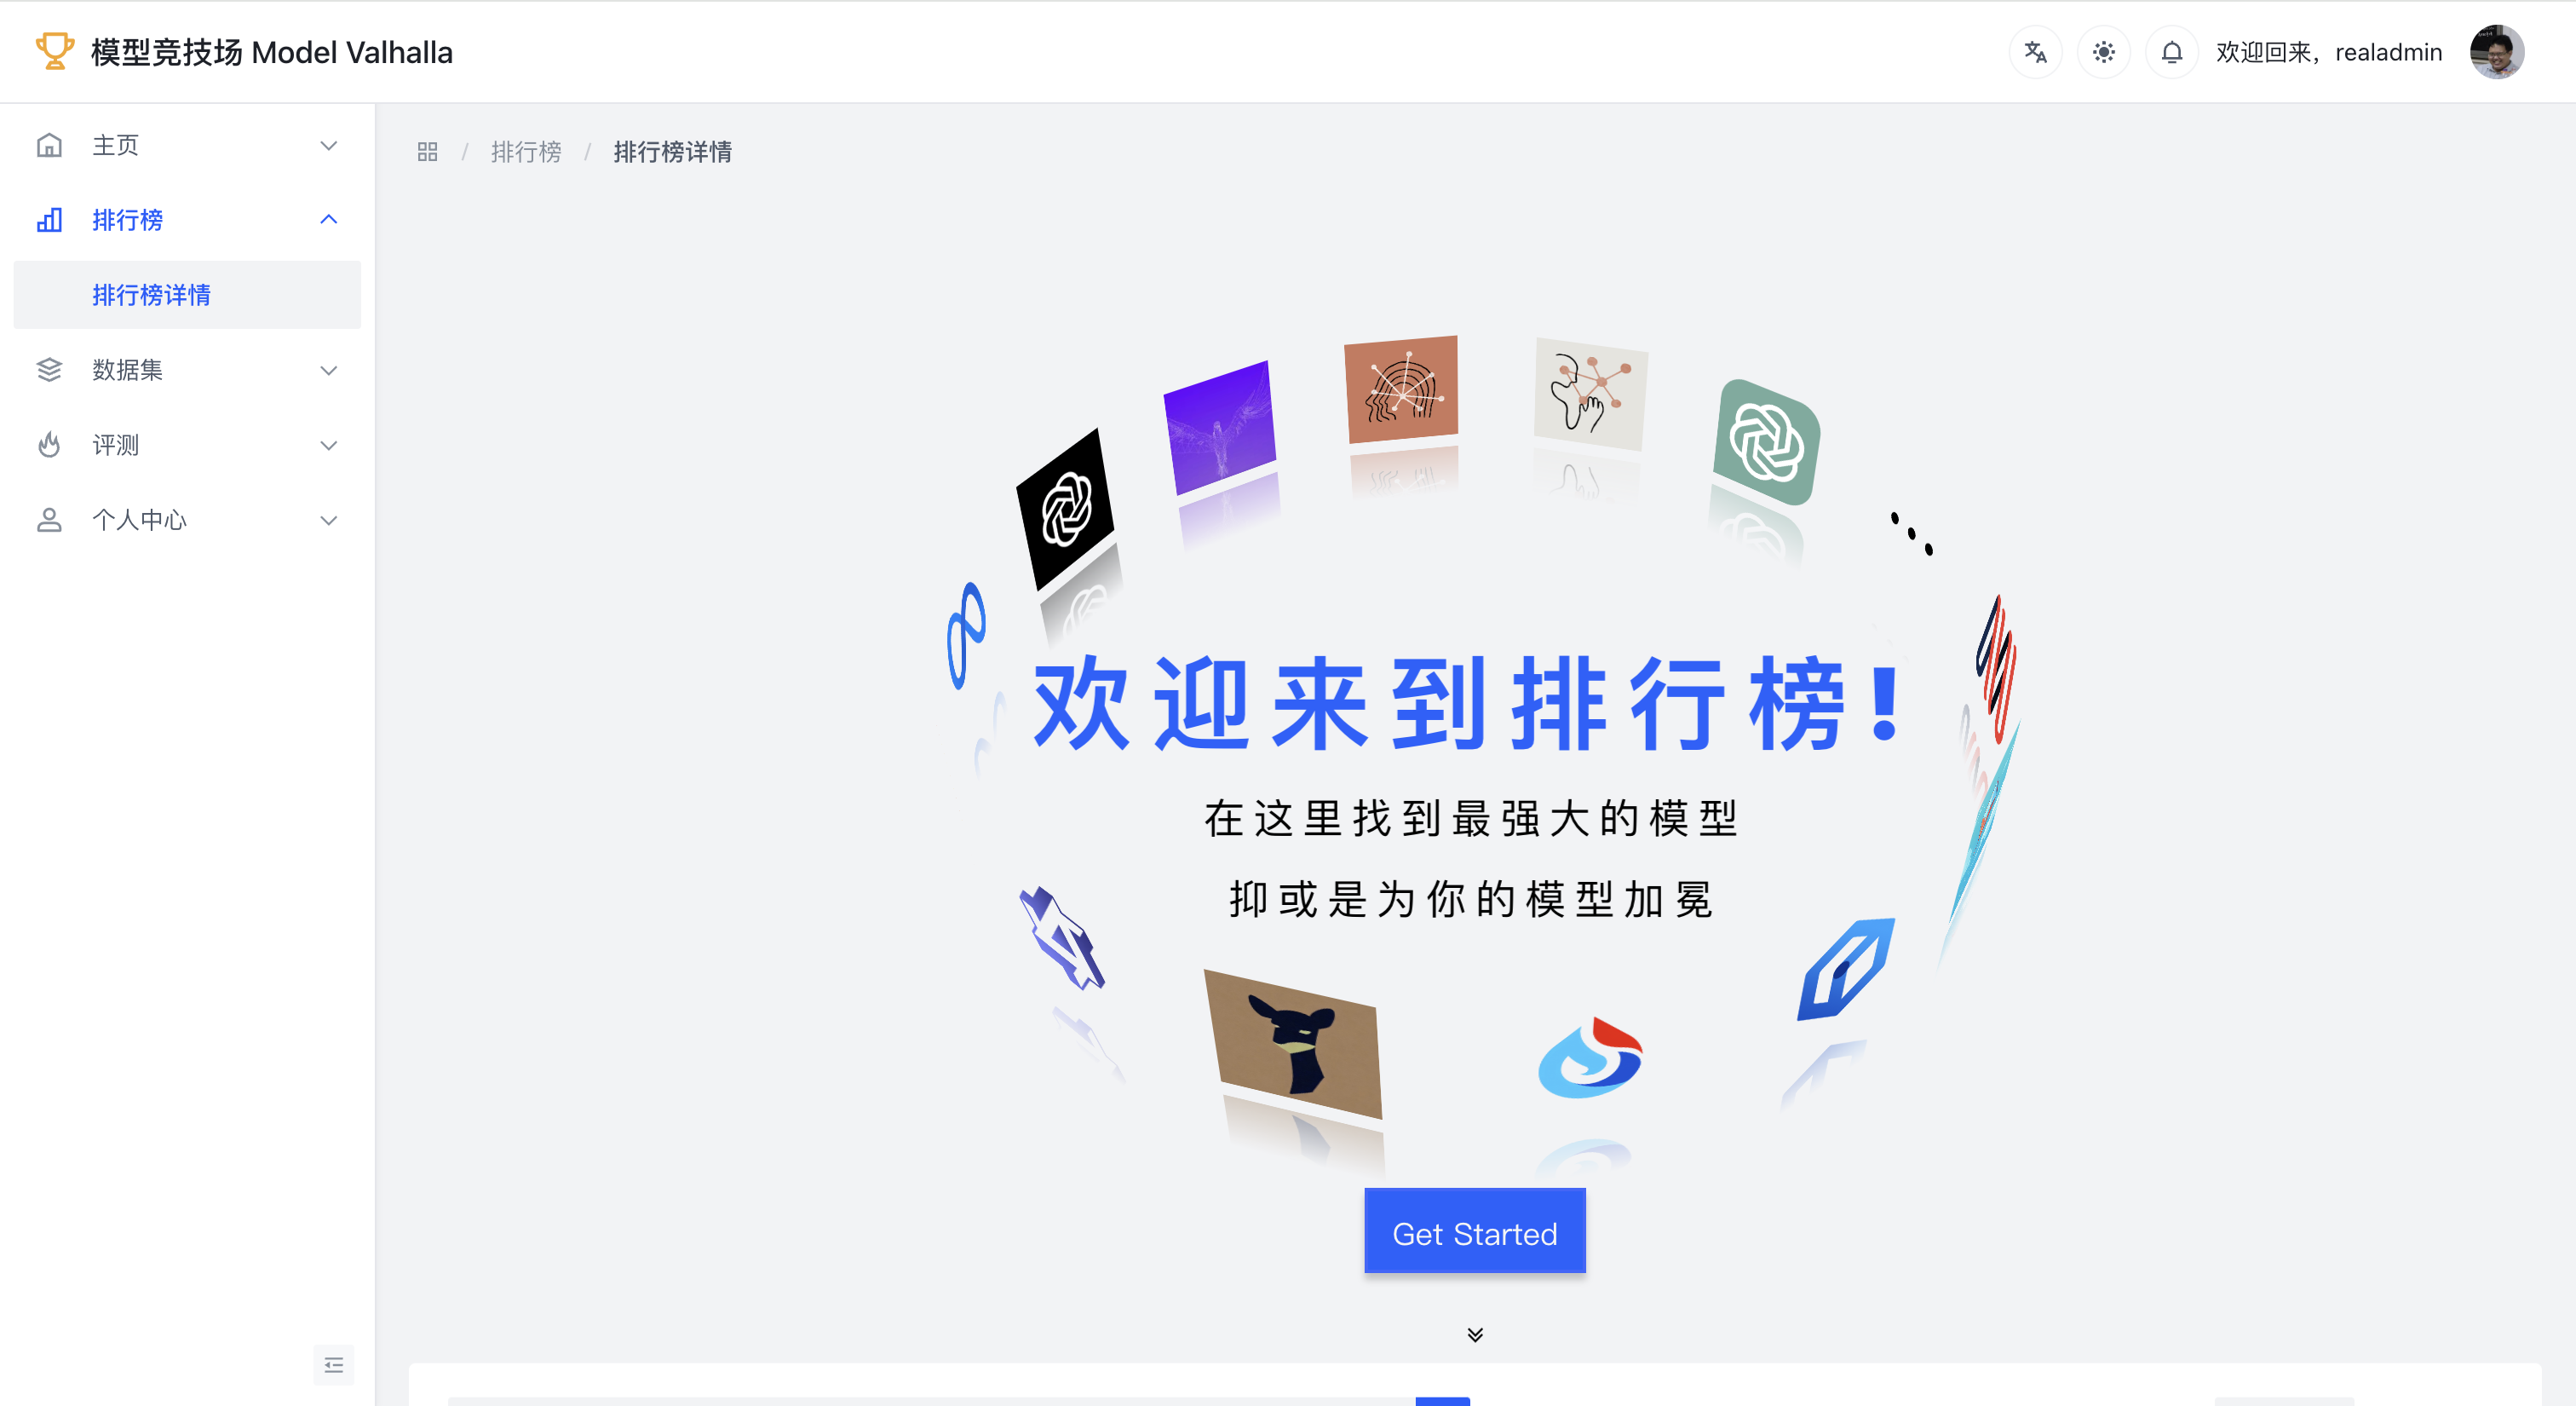 模型竞技场 Model Valhalla
欢迎回来，realadmin
主页
排行榜
排行榜详情
数据集
评测
个人中心
/ 排行榜 / 排行榜详情
欢迎来到排行榜！
在这里找到最强大的模型
抑或是为你的模型加冕
Get Started